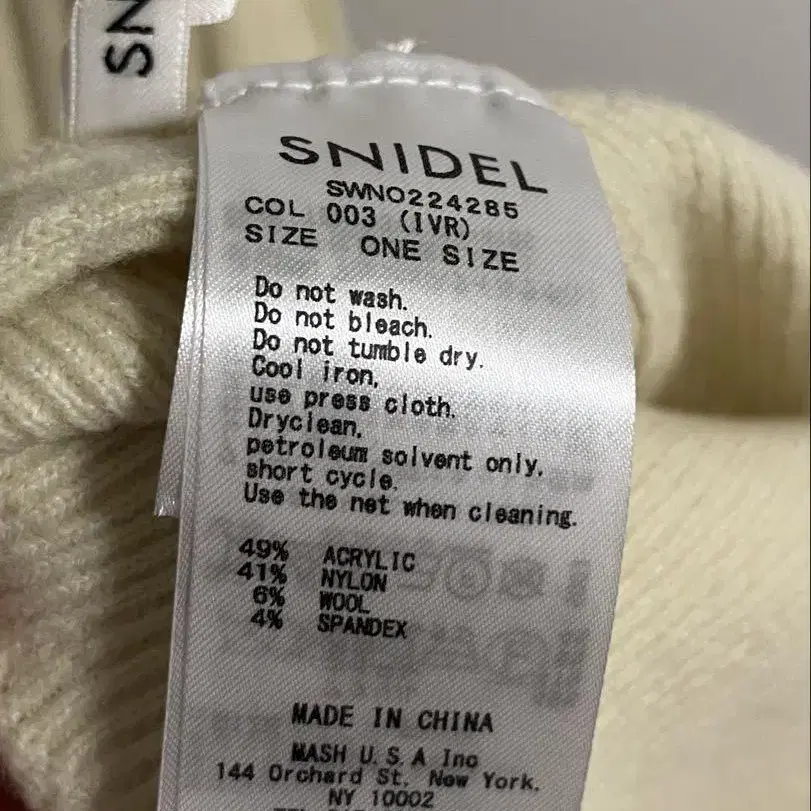 SN
SNIDEL
SWNO224285
COL 003 (IVR)
SIZE ONE SIZE
Do not wash.
Do not bleach.
Do not tumble dry.
Cool iron,
use press cloth.
Dryclean,
petroleum solvent only.
short cycle.
Use the net when cleaning.
49% ACRYLIC
41% NYLON
6% WOOL
4% SPANDEX
MADE IN CHINA
MASH U.S.A Inc
144 Orchard St. New York.
NY 10002